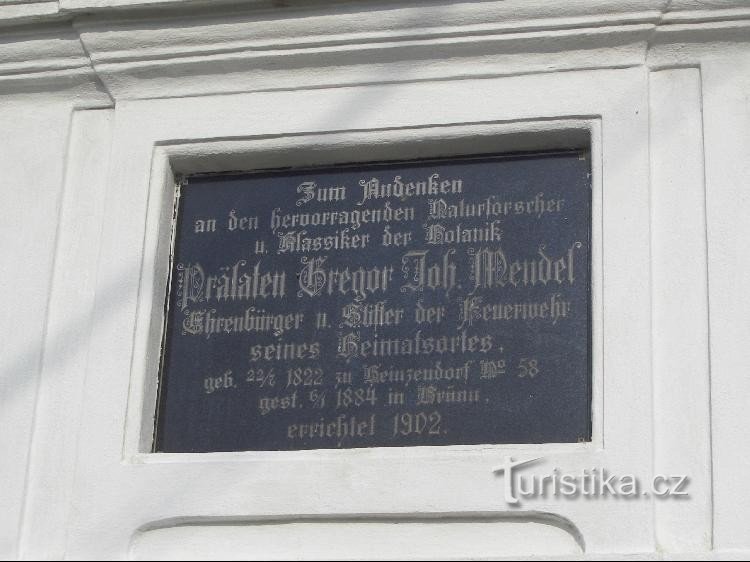 Zum Andenken
an den hervorragenden Naturforscher
u. Klassiker der Botanik
Prälaten Gregor Joh. Mendel
Ehrenbürger u. Stifter der Feuerwehr
seines Heimatsortes.
geb. 22/7 1822 zu Heinzendorf No 58
gest. 6/1 1884 in Brünn.
errichtet 1902.
Turistika.cz